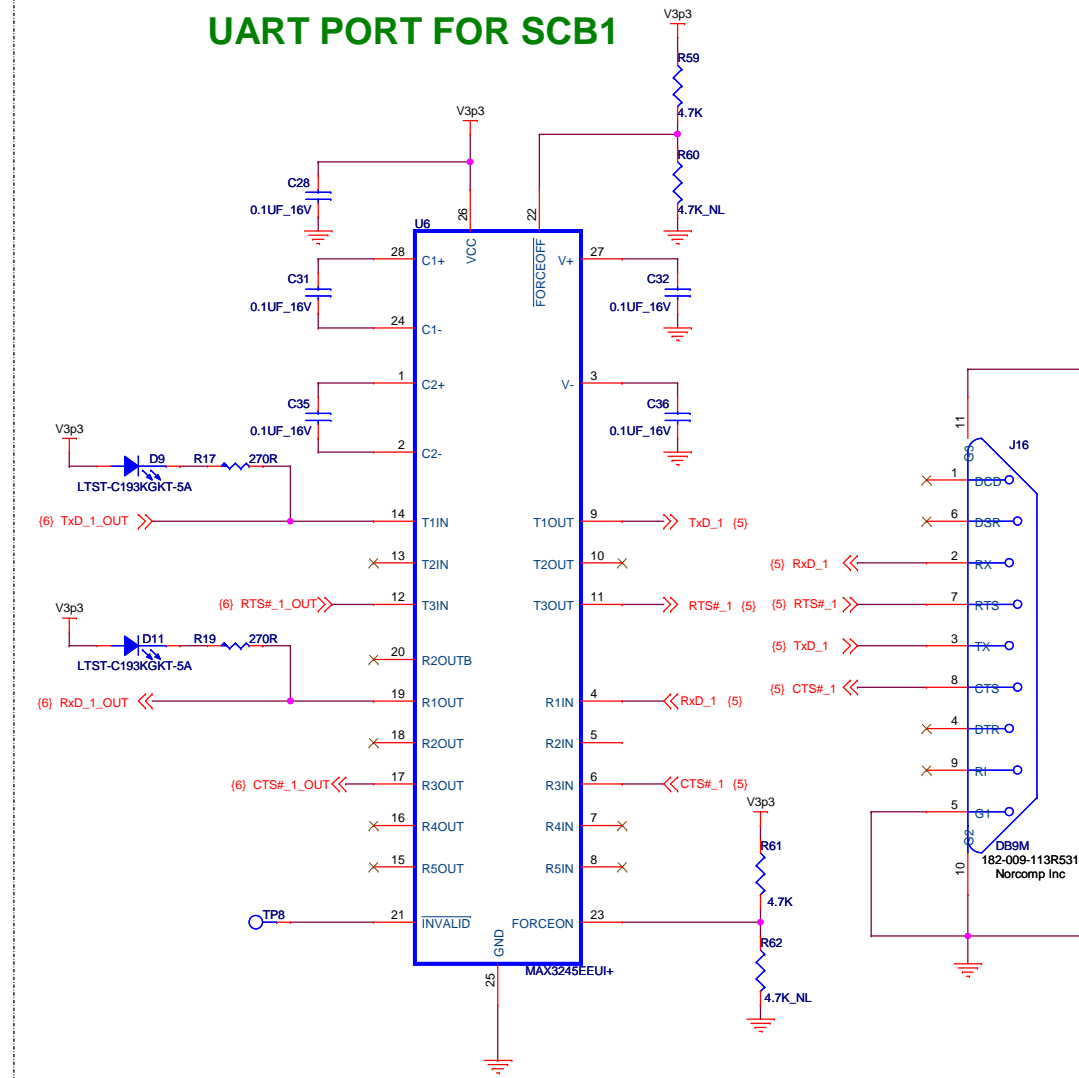 UART PORT FOR SCB1
V3p3
R59
4.7K
V3p3
R60
4.7K_NL
C28
0.1UF_16V
26
22
U6
VCC
FORCEOFF
28
C1+
V+
27
C31
0.1UF_16V
C32
0.1UF_16V
24
C1-
1
C2+
V-
3
C35
0.1UF_16V
C36
0.1UF_16V
2
C2-
V3p3
D9
R17
270R
LTST-C193KGKT-5A
{6} TxD_1_OUT
14
T1IN
T1OUT
9
TxD_1 {5}
13
T2IN
T2OUT
10
{6} RTS#_1_OUT
12
T3IN
T3OUT
11
RTS#_1 {5}
V3p3
D11
R19
270R
LTST-C193KGKT-5A
20
R2OUTB
{6} RxD_1_OUT
19
R1OUT
R1IN
4
RxD_1 {5}
18
R2OUT
R2IN
5
{6} CTS#_1_OUT
17
R3OUT
R3IN
6
CTS#_1 {5}
16
R4OUT
R4IN
7
15
R5OUT
R5IN
8
TP8
21
INVALID
FORCEON
23
GND
25
MAX3245EEUI+
V3p3
R61
4.7K
R62
4.7K_NL
11
G3
J16
1
DCD
6
DSR
{5} RxD_1
2
RX
{5} RTS#_1
7
RTS
{5} TxD_1
3
TX
{5} CTS#_1
8
CTS
4
DTR
9
RI
5
G1
G2
10
DB9M
182-009-113R531
Norcomp Inc